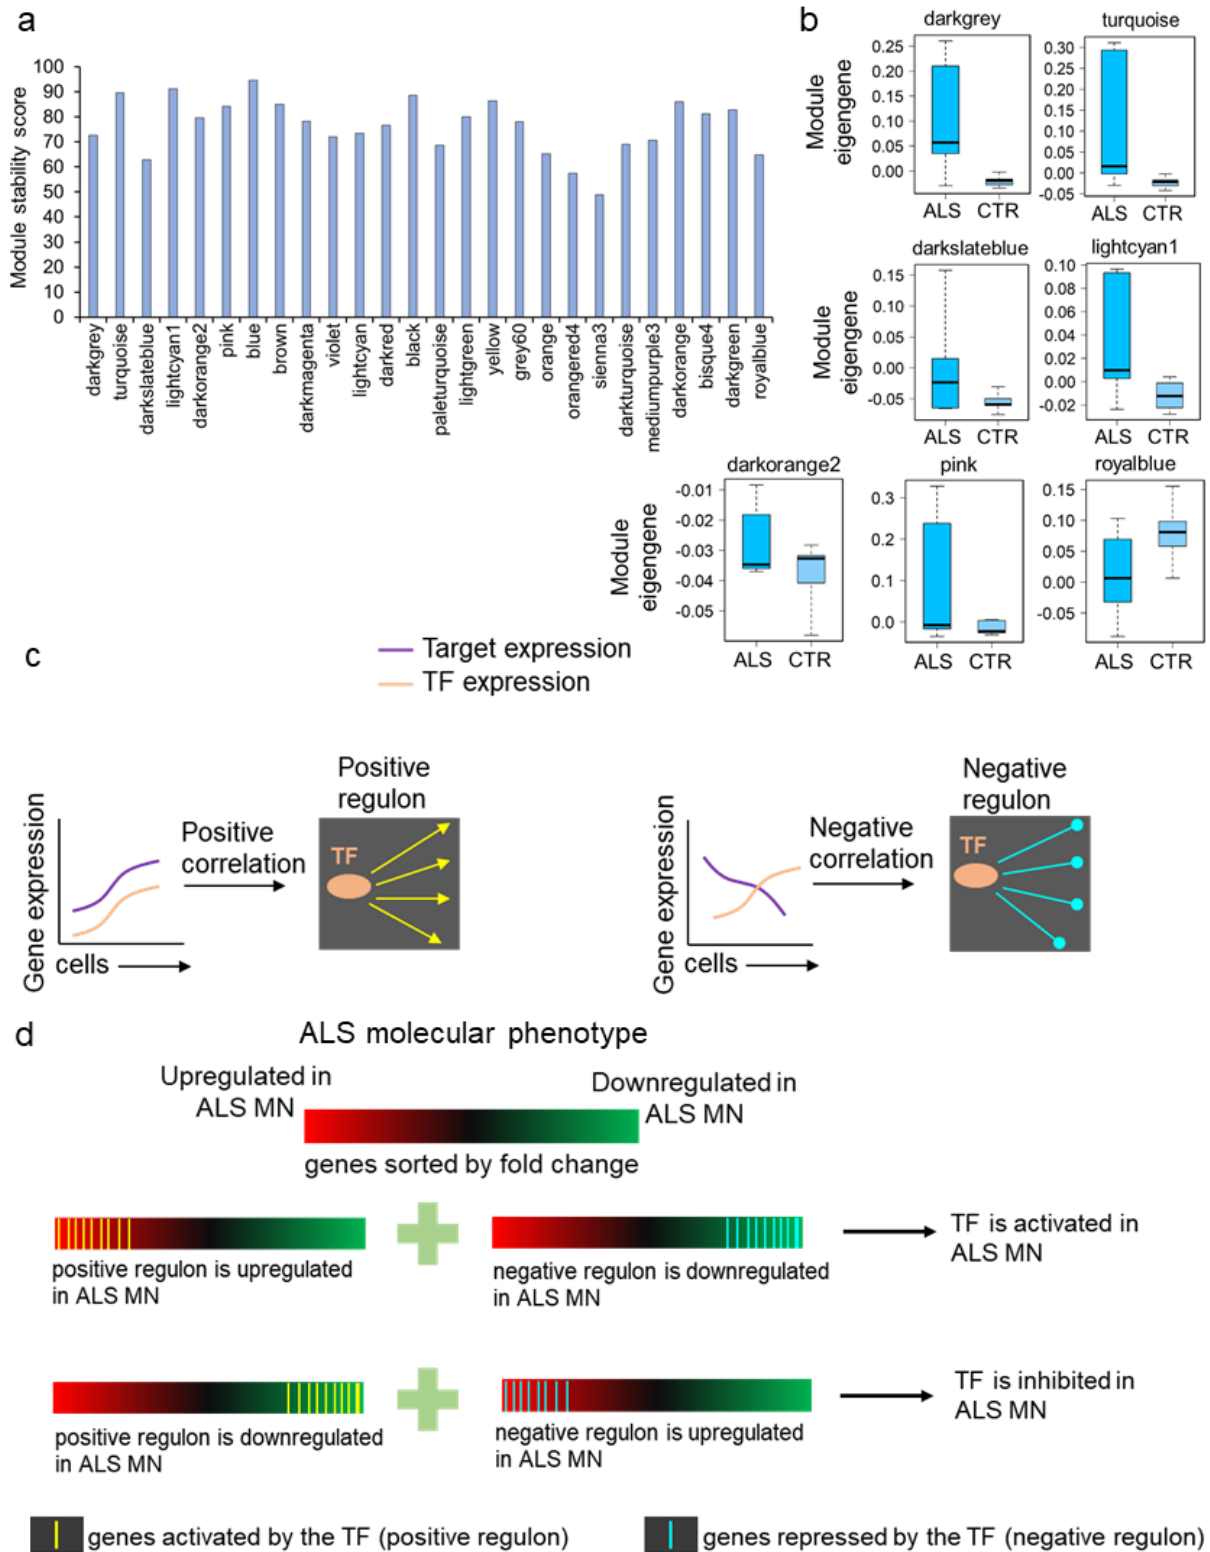 a
Module stability score
100
90
80
70
60
50
40
30
20
10
0
darkgrey
turquoise
darkslateblue
lightcyan1
darkorange2
pink
blue
brown
darkmagenta
violet
lightcyan
darkred
black
paleturquoise
lightgreen
yellow
grey60
orange
orangered4
sienna3
darkturquoise
mediumpurple3
darkorange
bisque4
darkgreen
royalblue
b
darkgrey
Module
eigengene
0.25
0.20
0.15
0.10
0.05
0.00
ALS CTR
turquoise
0.30
0.20
0.15
0.10
0.05
0.00
-0.05
ALS CTR
darkslateblue
Module
eigengene
0.15
0.10
0.05
0.00
-0.05
ALS CTR
lightcyan1
0.10
0.08
0.06
0.04
0.02
0.00
-0.02
ALS CTR
darkorange2
Module
eigengene
-0.01
-0.02
-0.03
-0.04
-0.05
ALS CTR
pink
0.3
0.2
0.1
0.0
ALS CTR
royalblue
0.15
0.10
0.05
0.00
-0.05
ALS CTR
c
Target expression
TF expression
Gene expression
cells
Positive
correlation
Positive
regulon
TF
Gene expression
cells
Negative
correlation
Negative
regulon
TF
d
ALS molecular phenotype
Upregulated in
ALS MN
Downregulated in
ALS MN
genes sorted by fold change
positive regulon is upregulated
in ALS MN
negative regulon is downregulated
in ALS MN
TF is activated in
ALS MN
positive regulon is downregulated
in ALS MN
negative regulon is upregulated
in ALS MN
TF is inhibited in
ALS MN
genes activated by the TF (positive regulon)
genes repressed by the TF (negative regulon)